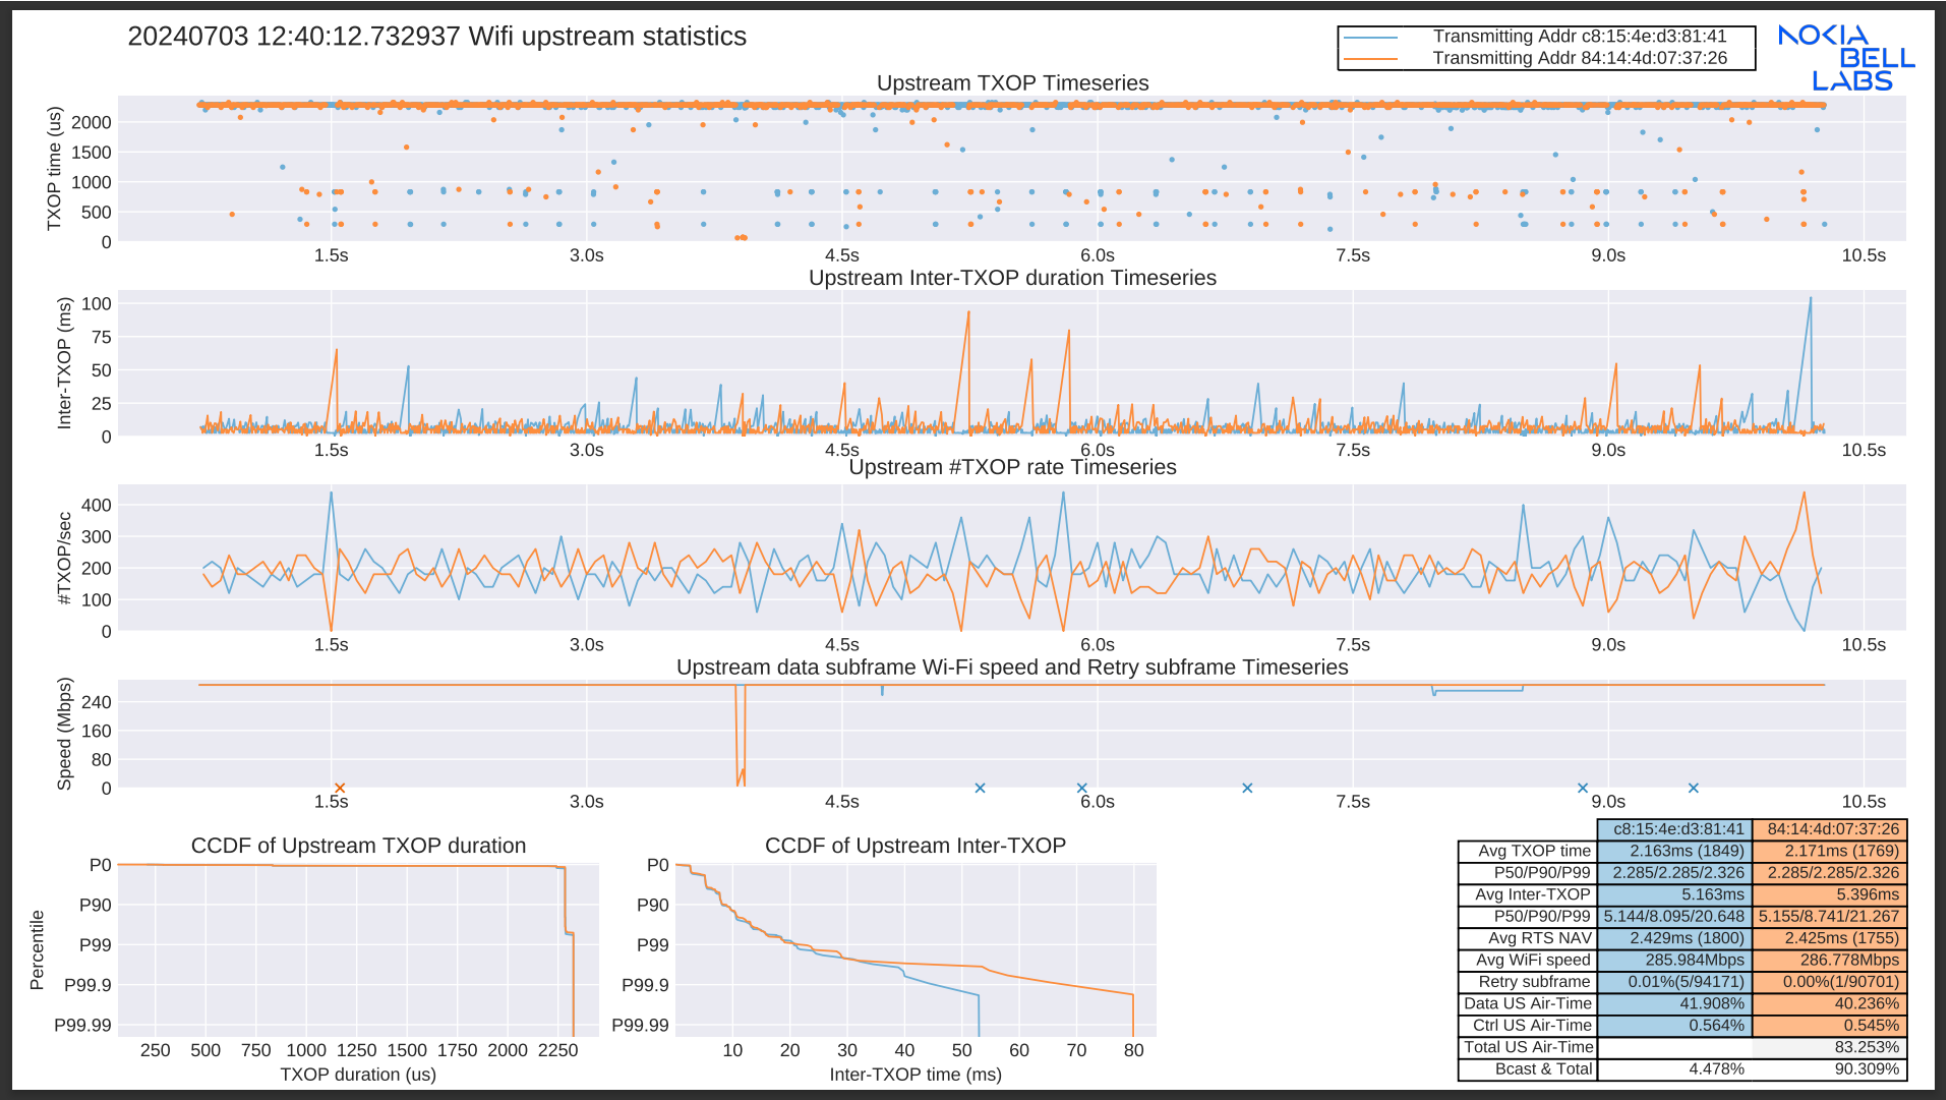 20240703 12:40:12.732937 Wifi upstream statistics
Transmitting Addr c8:15:4e:d3:81:41
Transmitting Addr 84:14:4d:07:37:26
NOKIA
BELL
LABS
Upstream TXOP Timeseries
TXOP time (us)
2000
1500
1000
500
0
1.5s 3.0s 4.5s 6.0s 7.5s 9.0s 10.5s
Upstream Inter-TXOP duration Timeseries
Inter-TXOP (ms)
100
75
50
25
0
1.5s 3.0s 4.5s 6.0s 7.5s 9.0s 10.5s
Upstream #TXOP rate Timeseries
#TXOP/sec
400
300
200
100
0
1.5s 3.0s 4.5s 6.0s 7.5s 9.0s 10.5s
Upstream data subframe Wi-Fi speed and Retry subframe Timeseries
Speed (Mbps)
240
160
80
0
1.5s 3.0s 4.5s 6.0s 7.5s 9.0s 10.5s
CCDF of Upstream TXOP duration
Percentile
P0
P90
P99
P99.9
P99.99
250 500 750 1000 1250 1500 1750 2000 2250
TXOP duration (us)
CCDF of Upstream Inter-TXOP
P0
P90
P99
P99.9
P99.99
10 20 30 40 50 60 70 80
Inter-TXOP time (ms)
c8:15:4e:d3:81:41 84:14:4d:07:37:26
Avg TXOP time 2.163ms (1849) 2.171ms (1769)
P50/P90/P99 2.285/2.285/2.326 2.285/2.285/2.326
Avg Inter-TXOP 5.163ms 5.396ms
P50/P90/P99 5.144/8.095/20.648 5.155/8.741/21.267
Avg RTS NAV 2.429ms (1800) 2.425ms (1755)
Avg WiFi speed 285.984Mbps 286.778Mbps
Retry subframe 0.01%(5/94171) 0.00%(1/90701)
Data US Air-Time 41.908% 40.236%
Ctrl US Air-Time 0.564% 0.545%
Total US Air-Time 83.253%
Bcast & Total 4.478% 90.309%